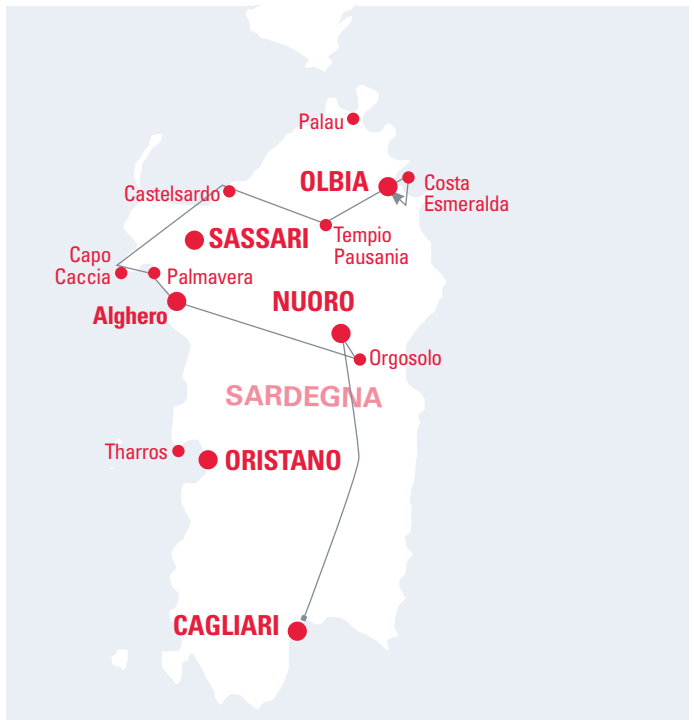 Palau
OLBIA
Costa
Esmeralda
Castelsardo
Tempio
Pausania
SASSARI
Capo
Caccia
Palmavera
NUORO
Alghero
Orgosolo
SARDEGNA
Tharros
ORISTANO
CAGLIARI